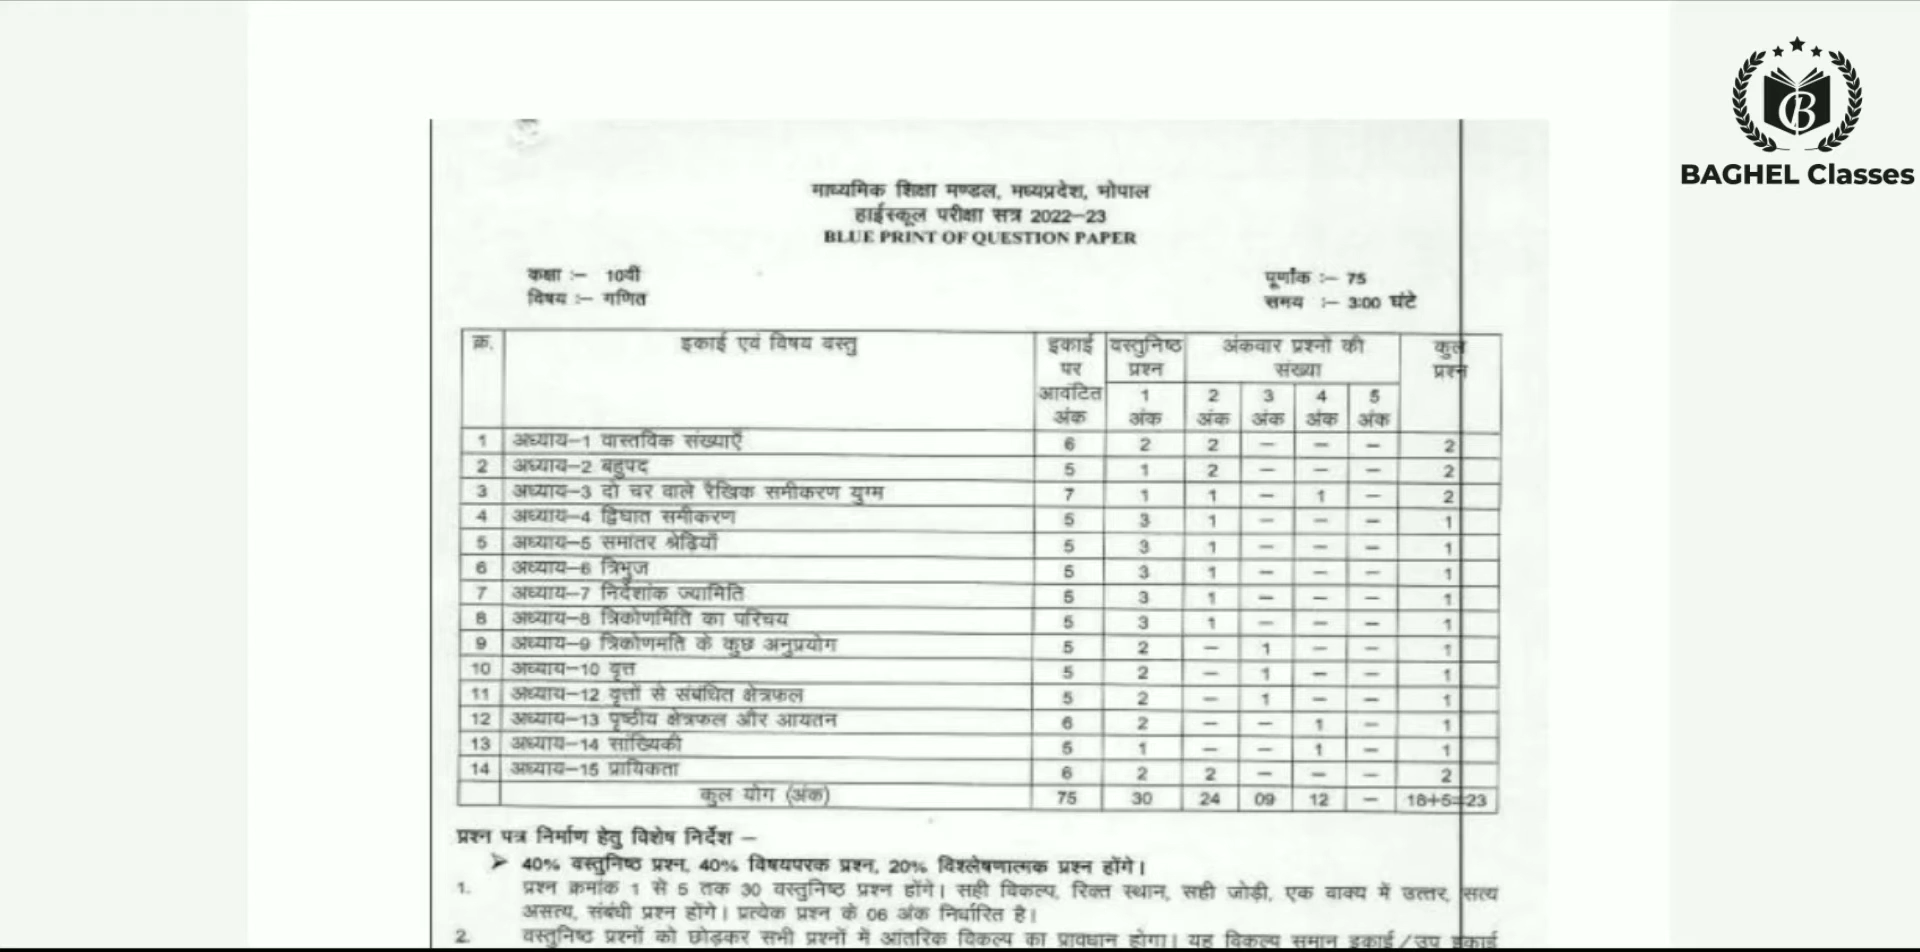 BAGHEL Classes
माध्यमिक शिक्षा मण्डल, मध्यप्रदेश, भोपाल
हाईस्कूल परीक्षा सत्र 2022–23
BLUE PRINT OF QUESTION PAPER
कक्षा :– 10वीं पूर्णांक :– 75
विषय :– गणित समय :– 3:00 घंटे
क्र. इकाई एवं विषय वस्तु इकाई पर आवंटित अंक वस्तुनिष्ठ प्रश्न अंकवार प्रश्नों की संख्या कुल प्रश्न
1 अंक 2 अंक 3 अंक 4 अंक 5 अंक
1 अध्याय–1 वास्तविक संख्याएँ 6 2 2 – – – 2
2 अध्याय–2 बहुपद 5 1 2 – – – 2
3 अध्याय–3 दो चर वाले रैखिक समीकरण युग्म 7 1 1 – 1 – 2
4 अध्याय–4 द्विघात समीकरण 5 3 1 – – – 1
5 अध्याय–5 समांतर श्रेढ़ियाँ 5 3 1 – – – 1
6 अध्याय–6 त्रिभुज 5 3 1 – – – 1
7 अध्याय–7 निर्देशांक ज्यामिति 5 3 1 – – – 1
8 अध्याय–8 त्रिकोणमिति का परिचय 5 3 1 – – – 1
9 अध्याय–9 त्रिकोणमति के कुछ अनुप्रयोग 5 2 – 1 – – 1
10 अध्याय–10 वृत्त 5 2 – 1 – – 1
11 अध्याय–12 वृत्तों से संबंधित क्षेत्रफल 5 2 – 1 – – 1
12 अध्याय–13 पृष्ठीय क्षेत्रफल और आयतन 6 2 – – 1 – 1
13 अध्याय–14 सांख्यिकी 5 1 – – 1 – 1
14 अध्याय–15 प्रायिकता 6 2 2 – – – 2
कुल योग (अंक) 75 30 24 09 12 – 18+5=23
प्रश्न पत्र निर्माण हेतु विशेष निर्देश –
➤ 40% वस्तुनिष्ठ प्रश्न, 40% विषयपरक प्रश्न, 20% विश्लेषणात्मक प्रश्न होंगे।
1. प्रश्न क्रमांक 1 से 5 तक 30 वस्तुनिष्ठ प्रश्न होंगे। सही विकल्प, रिक्त स्थान, सही जोड़ी, एक वाक्य में उत्तर, सत्य
असत्य, संबंधी प्रश्न होंगे। प्रत्येक प्रश्न के 06 अंक निर्धारित है।
2. वस्तुनिष्ठ प्रश्नों को छोड़कर सभी प्रश्नों में आंतरिक विकल्प का प्रावधान होगा। यह विकल्प समान इकाई/उप इकाई